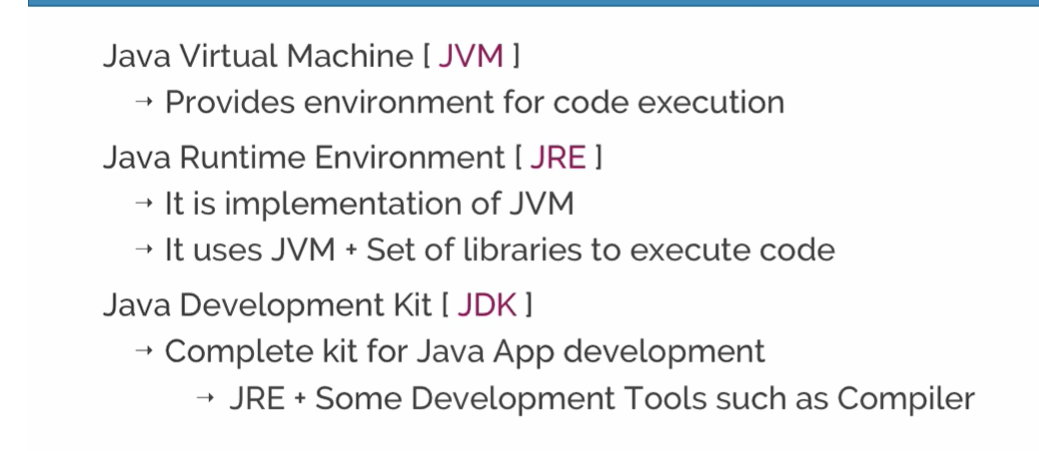 Java Virtual Machine [ JVM ]
→ Provides environment for code execution
Java Runtime Environment [ JRE ]
→ It is implementation of JVM
→ It uses JVM + Set of libraries to execute code
Java Development Kit [ JDK ]
→ Complete kit for Java App development
→ JRE + Some Development Tools such as Compiler